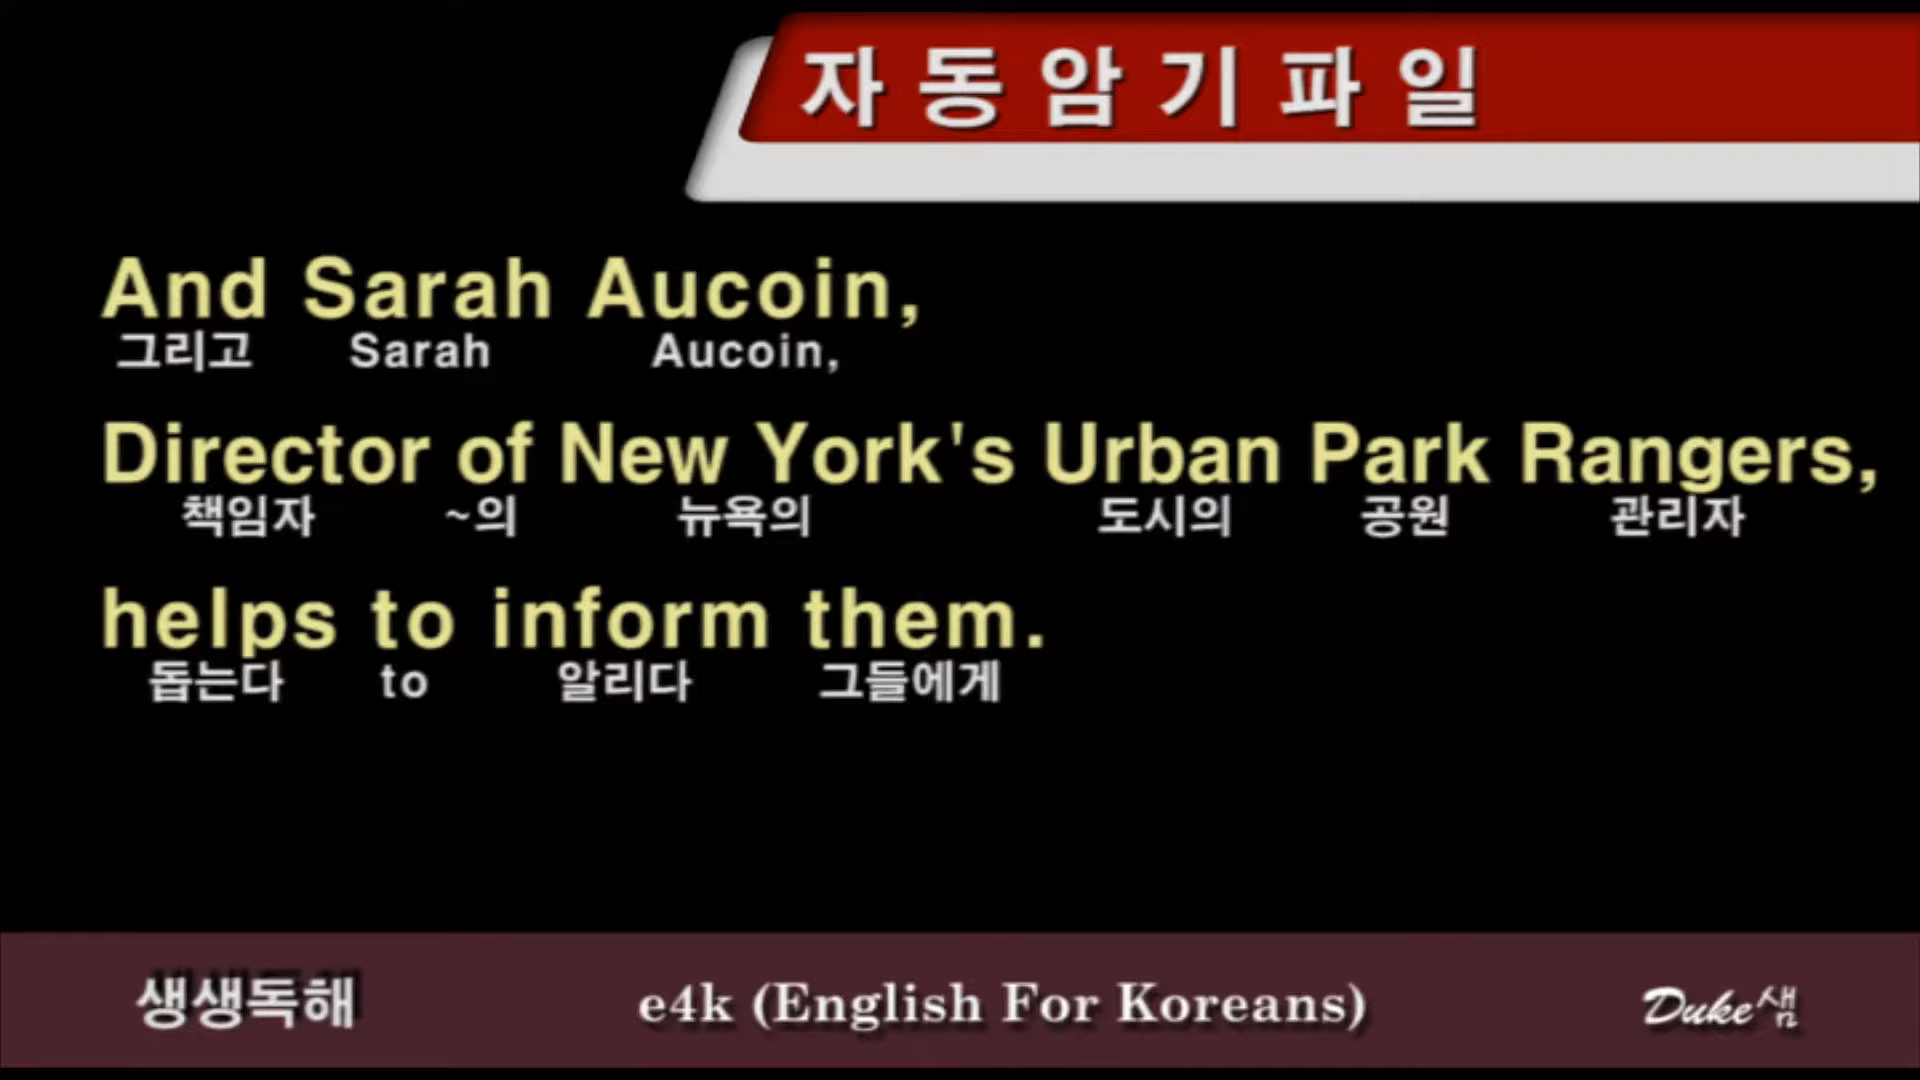 자동암기파일
And Sarah Aucoin,
그리고 Sarah Aucoin,
Director of New York's Urban Park Rangers,
책임자 ~의 뉴욕의 도시의 공원 관리자
helps to inform them.
돕는다 to 알리다 그들에게
생생독해 e4k (English For Koreans) Duke샘